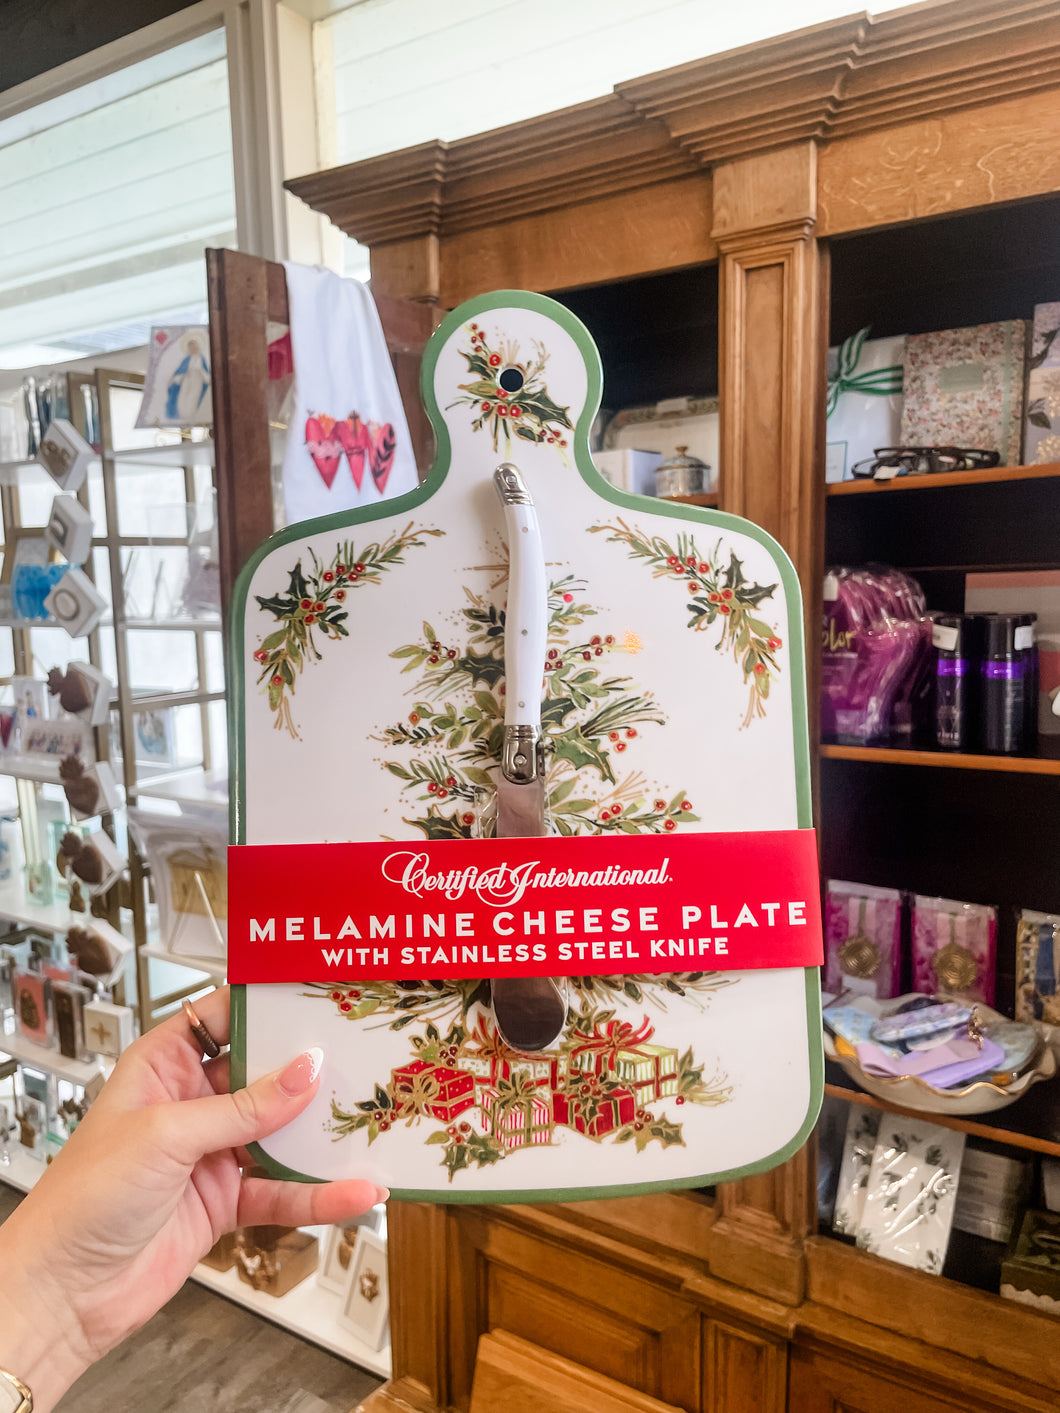 Certified International.
MELAMINE CHEESE PLATE
WITH STAINLESS STEEL KNIFE